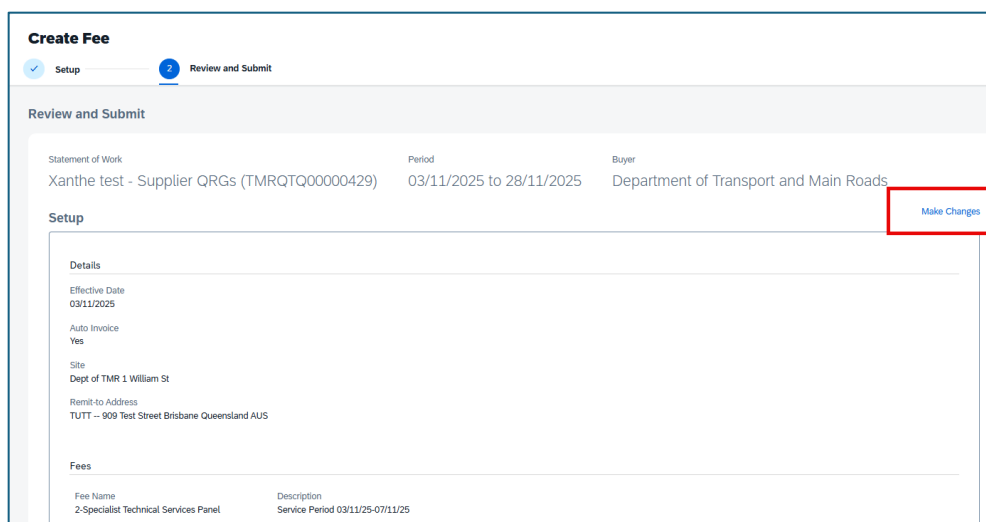 Create Fee
Setup 2 Review and Submit
Review and Submit
Statement of Work Period Buyer
Xanthe test - Supplier QRGs (TMRQTQ00000429) 03/11/2025 to 28/11/2025 Department of Transport and Main Roads
Setup Make Changes
Details
Effective Date
03/11/2025
Auto Invoice
Yes
Site
Dept of TMR 1 William St
Remit-to Address
TUTT -- 909 Test Street Brisbane Queensland AUS
Fees
Fee Name Description
2-Specialist Technical Services Panel Service Period 03/11/25-07/11/25